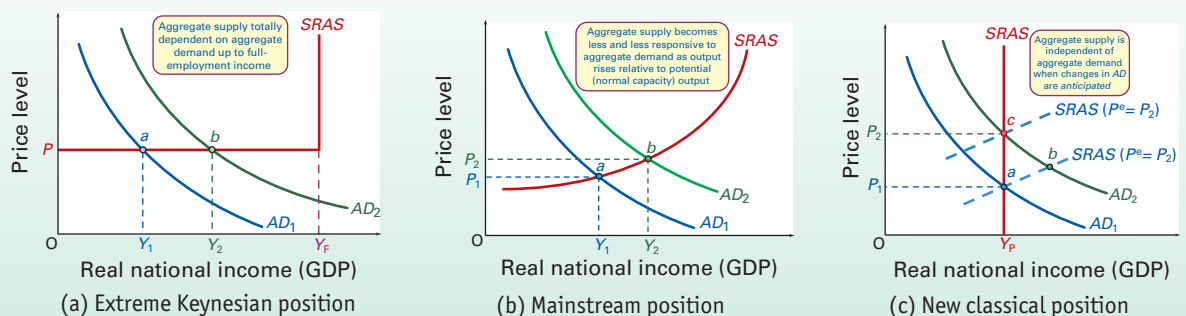 Aggregate supply totally
dependent on aggregate
demand up to full-
employment income
SRAS
Price level
P
a
b
AD1
AD2
O
Y1
Y2
YF
Real national income (GDP)
(a) Extreme Keynesian position
Aggregate supply becomes
less and less responsive to
aggregate demand as output
rises relative to potential
(normal capacity) output
SRAS
Price level
P2
P1
a
b
AD2
AD1
O
Y1
Y2
Real national income (GDP)
(b) Mainstream position
SRAS
Aggregate supply is
independent of
aggregate demand
when changes in AD
are anticipated
SRAS (Pe = P2)
Price level
P2
c
b
SRAS (Pe = P2)
P1
a
AD2
AD1
O
YP
Real national income (GDP)
(c) New classical position